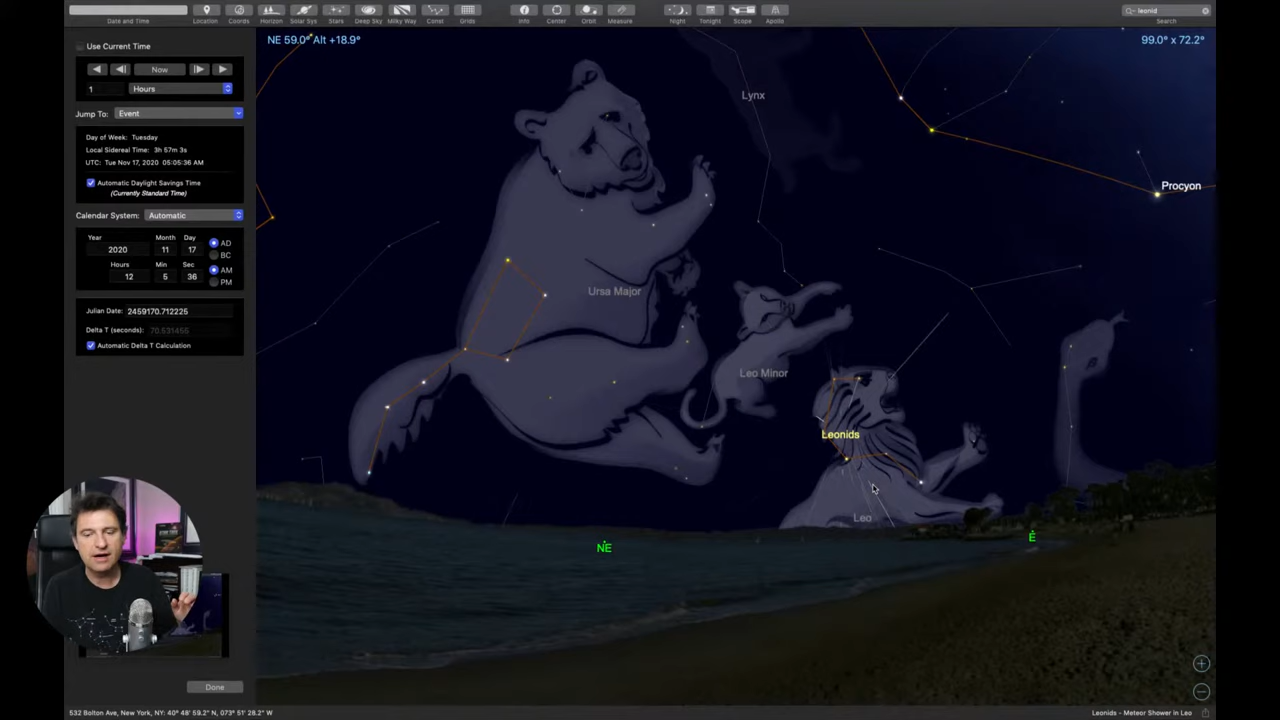 Date and Time
Location
Coords
Horizon
Solar Sys
Stars
Deep Sky
Milky Way
Const
Grids
Info
Center
Orbit
Measure
Night
Tonight
Scope
Apollo
leonid
Search
Use Current Time
Now
1 Hours
Jump To: Event
Day of Week: Tuesday
Local Sidereal Time: 3h 57m 3s
UTC: Tue Nov 17, 2020 05:05:36 AM
Automatic Daylight Savings Time
(Currently Standard Time)
Calendar System: Automatic
Year Month Day
2020 11 17
AD
BC
Hours Min Sec
12 5 36
AM
PM
Julian Date: 2459170.712225
Delta T (seconds): 70.531455
Automatic Delta T Calculation
Done
NE 59.0° Alt +18.9°
99.0° x 72.2°
Lynx
Procyon
Ursa Major
Leo Minor
Leonids
Leo
NE
E
532 Bolton Ave, New York, NY: 40° 48' 59.2" N, 073° 51' 28.2" W
Leonids - Meteor Shower in Leo